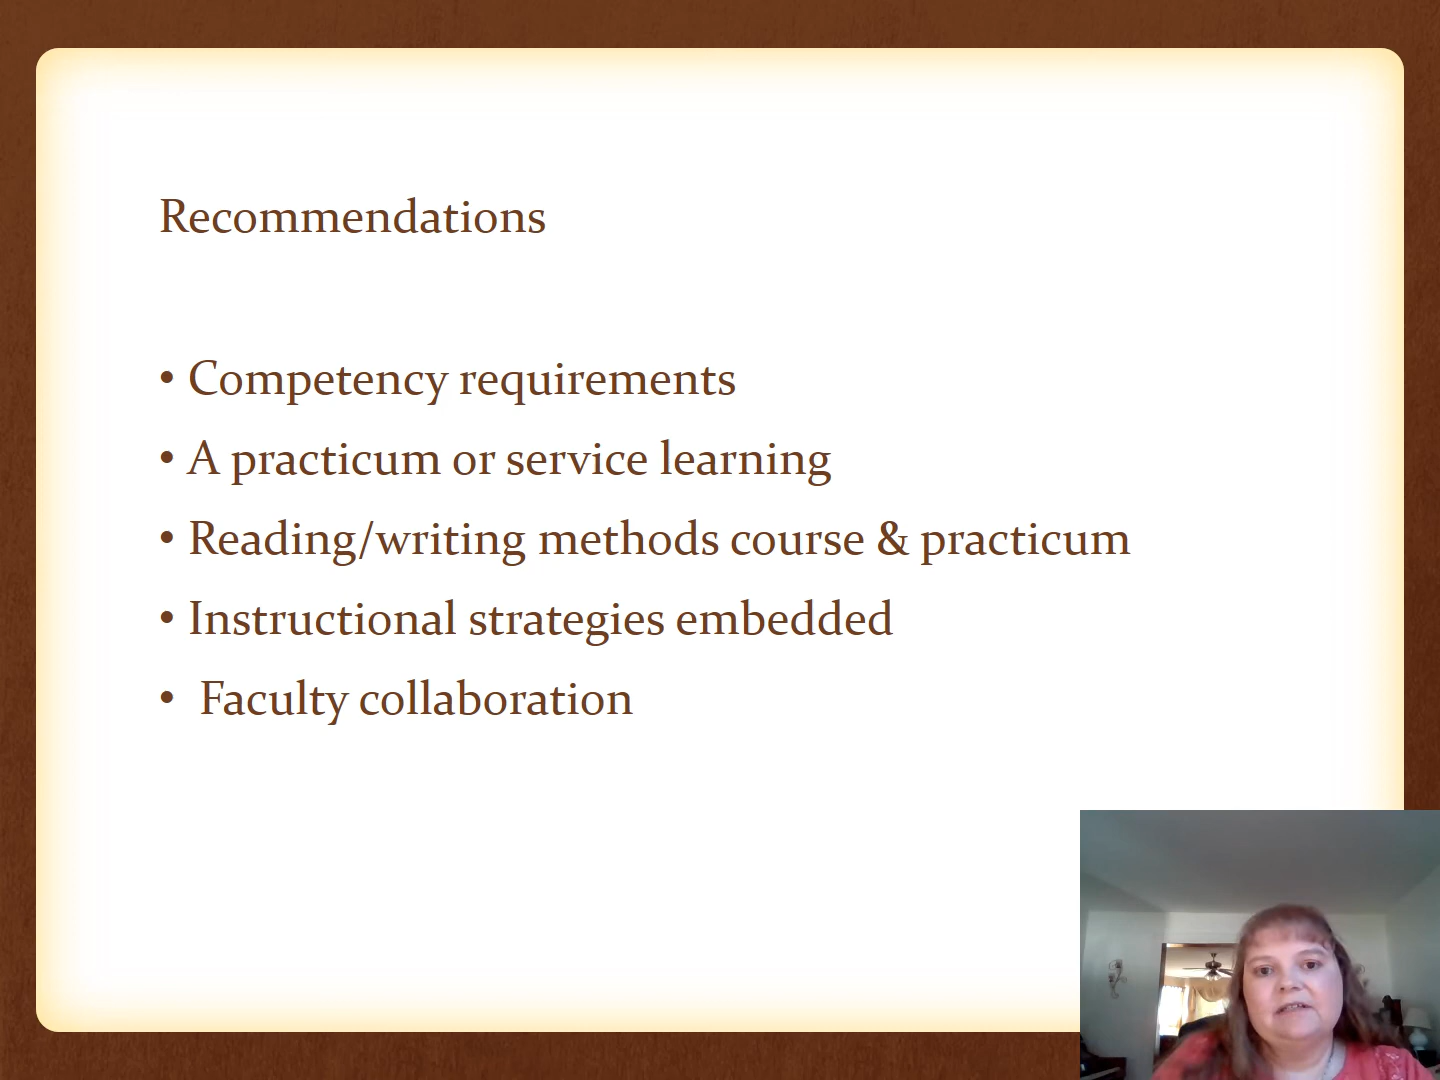 Recommendations
• Competency requirements
• A practicum or service learning
• Reading/writing methods course & practicum
• Instructional strategies embedded
• Faculty collaboration